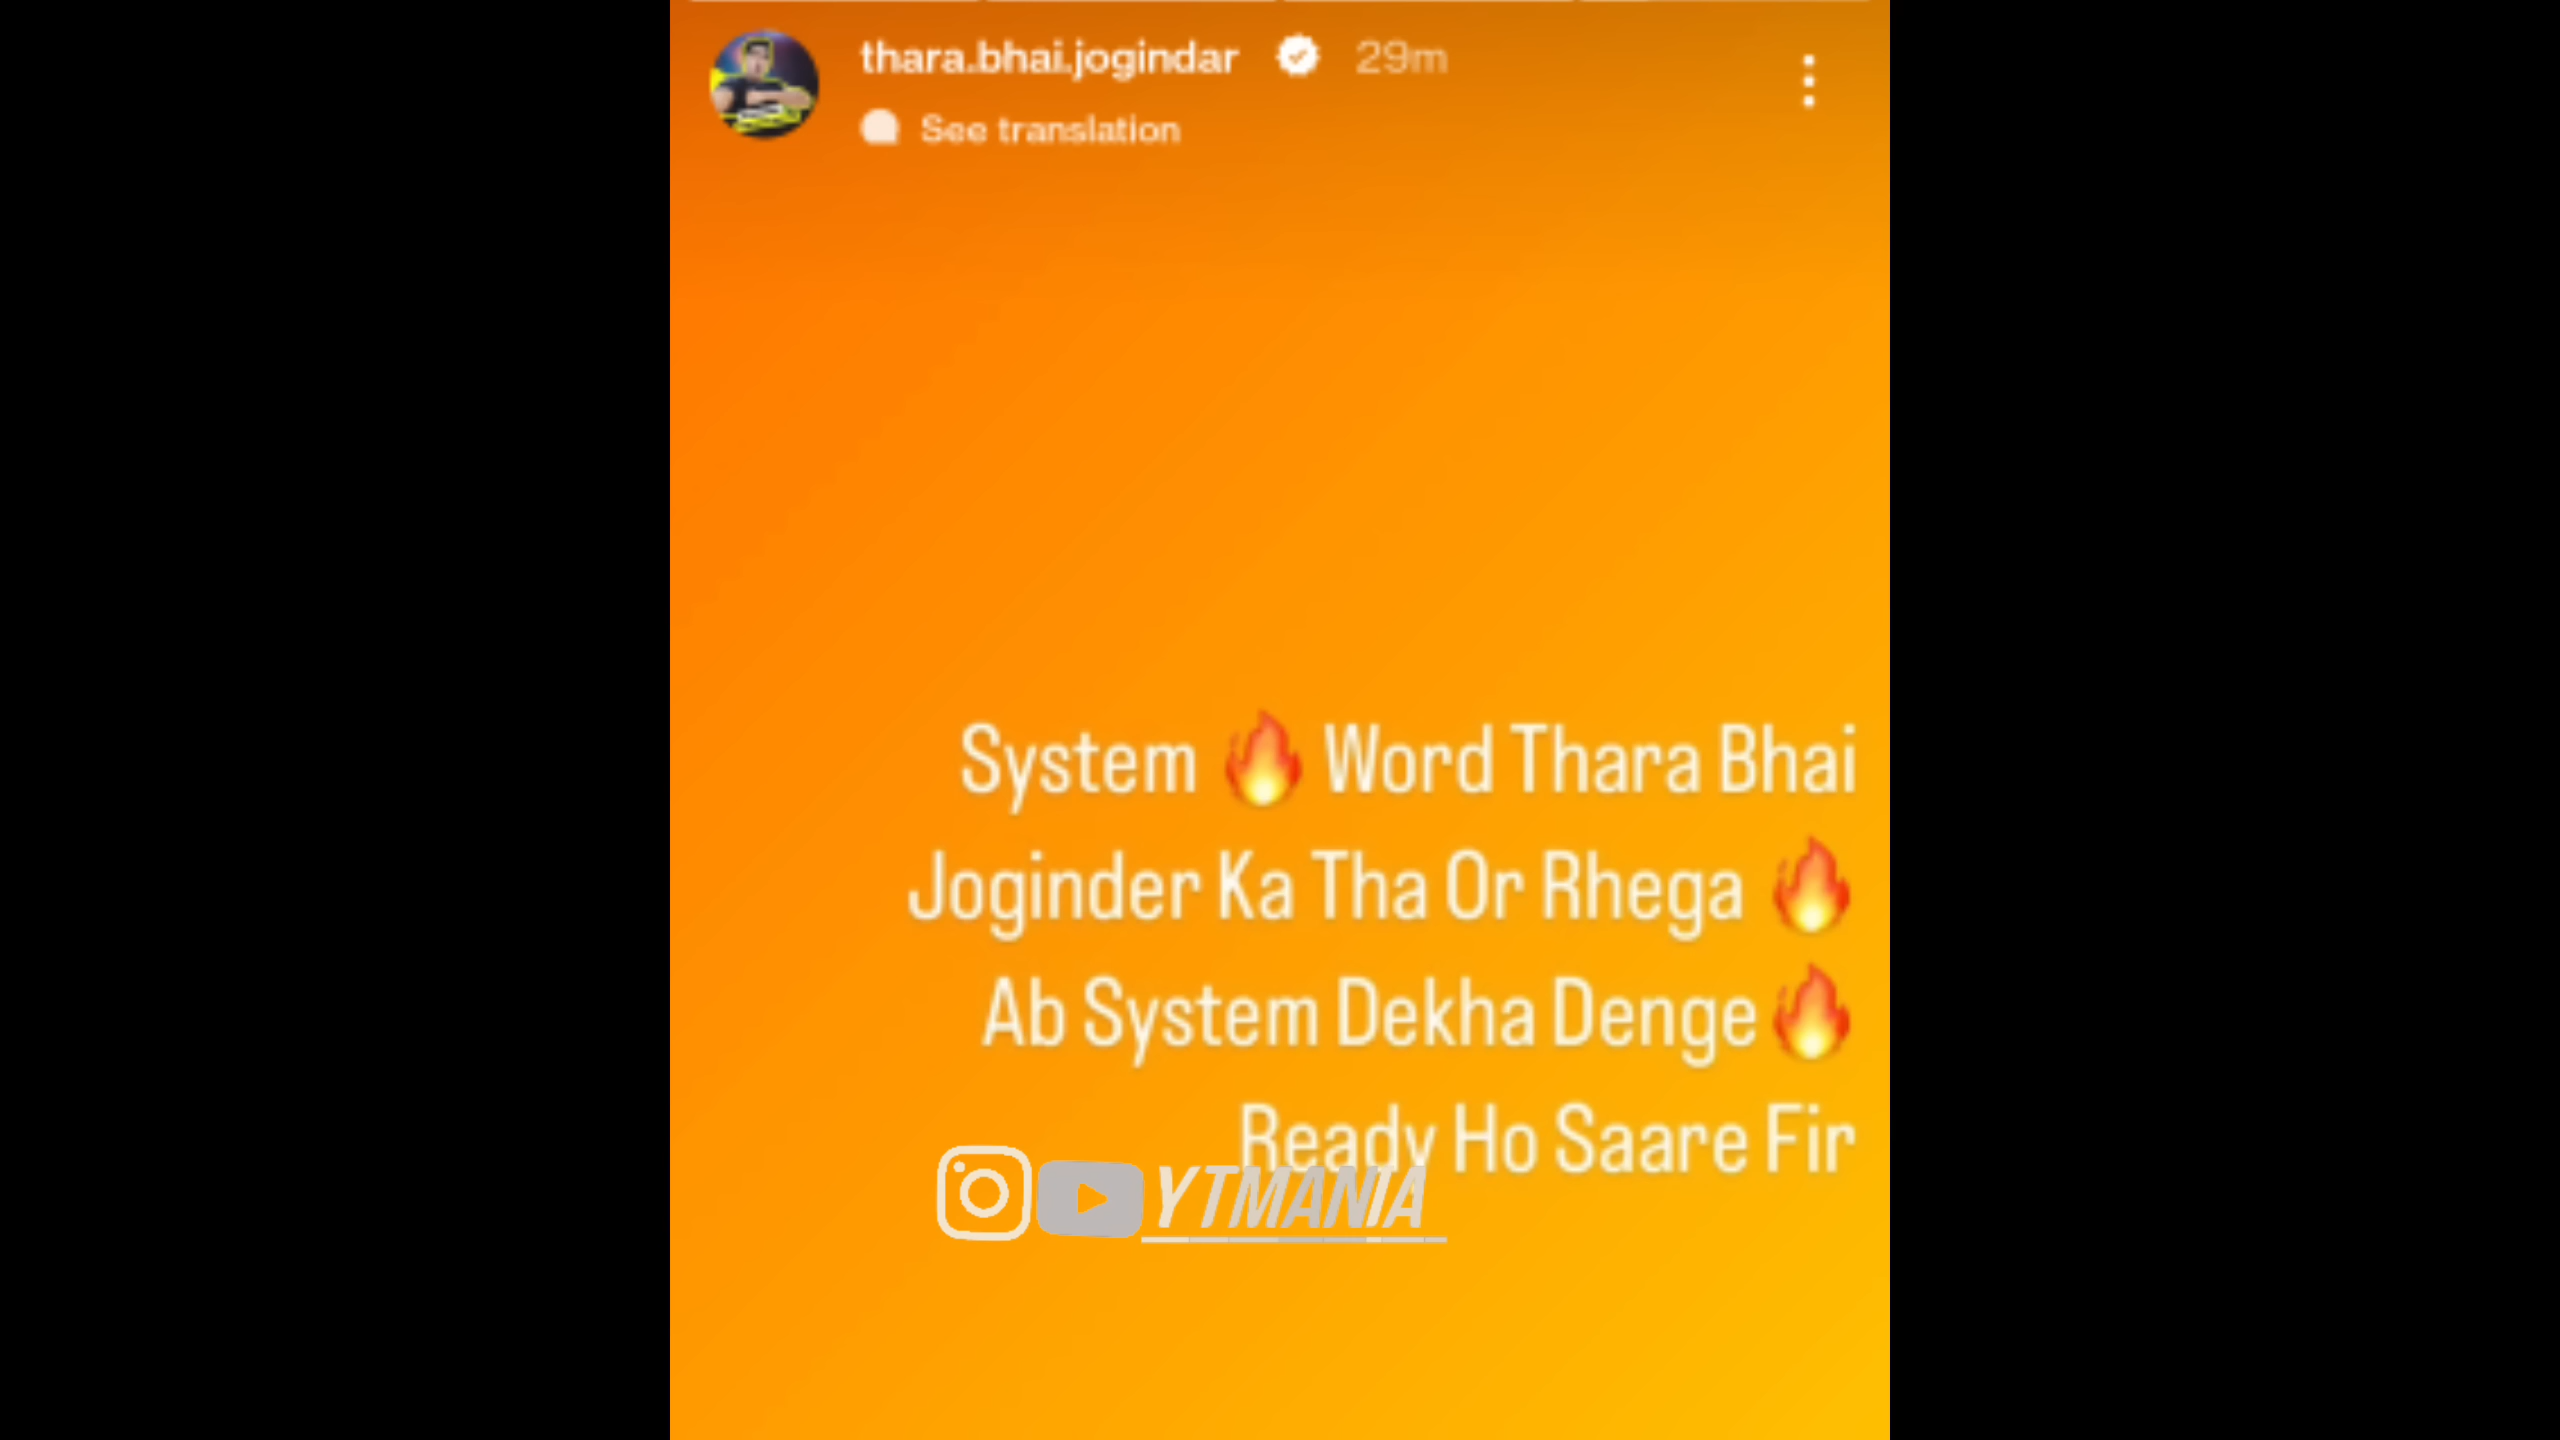 thara.bhai.jogindar 29m
See translation
System 🔥 Word Thara Bhai
Joginder Ka Tha Or Rhega 🔥
Ab System Dekha Denge🔥
Ready Ho Saare Fir
YTMANIA